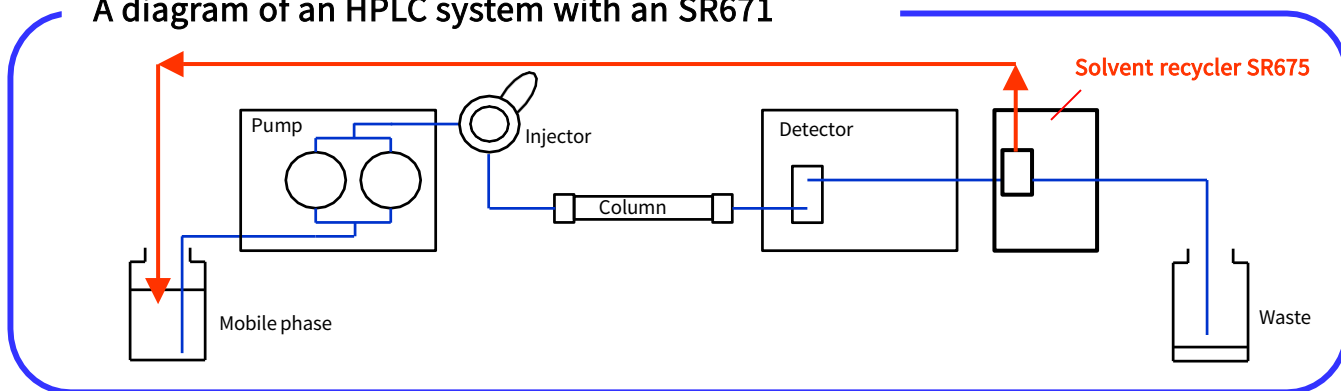 A diagram of an HPLC system with an SR671
Solvent recycler SR675
Pump
Injector
Detector
Column
Mobile phase
Waste